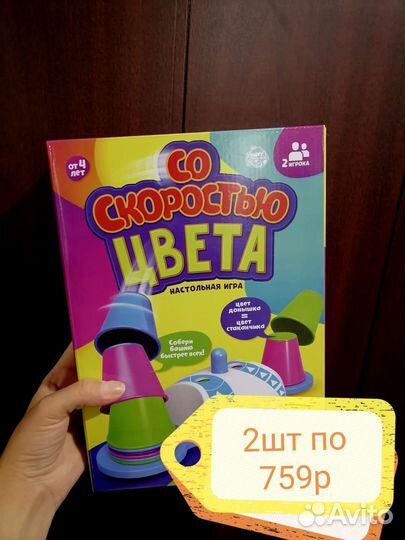 от 4
лет
2 ИГРОКА
СО
СКОРОСТЬЮ
ЦВЕТА
НАСТОЛЬНАЯ ИГРА
цвет
донышка
=
цвет
стаканчика
Собери
башню
быстрее всех!
2шт по
759р
Avito